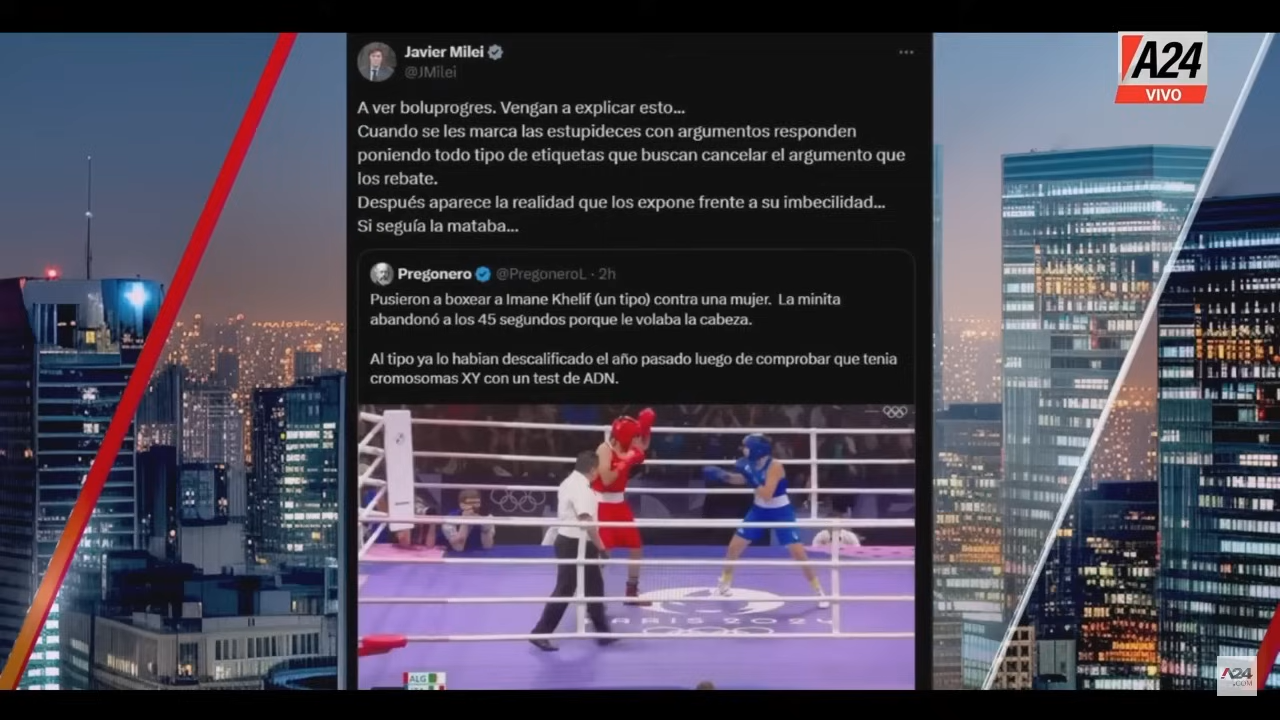 Javier Milei
@JMilei
A ver boluprogres. Vengan a explicar esto...
Cuando se les marca las estupideces con argumentos responden
poniendo todo tipo de etiquetas que buscan cancelar el argumento que
los rebate.
Después aparece la realidad que los expone frente a su imbecilidad...
Si seguía la mataba...
Pregonero @PregoneroL · 2h
Pusieron a boxear a Imane Khelif (un tipo) contra una mujer. La minita
abandonó a los 45 segundos porque le volaba la cabeza.
Al tipo ya lo habian descalificado el año pasado luego de comprobar que tenia
cromosomas XY con un test de ADN.
ALG
A24
VIVO
A24
.COM